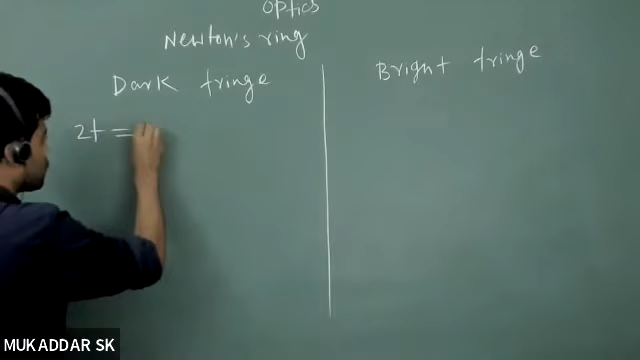 optics
Newton's ring
Dark fringe
Bright fringe
2t =
MUKADDAR SK